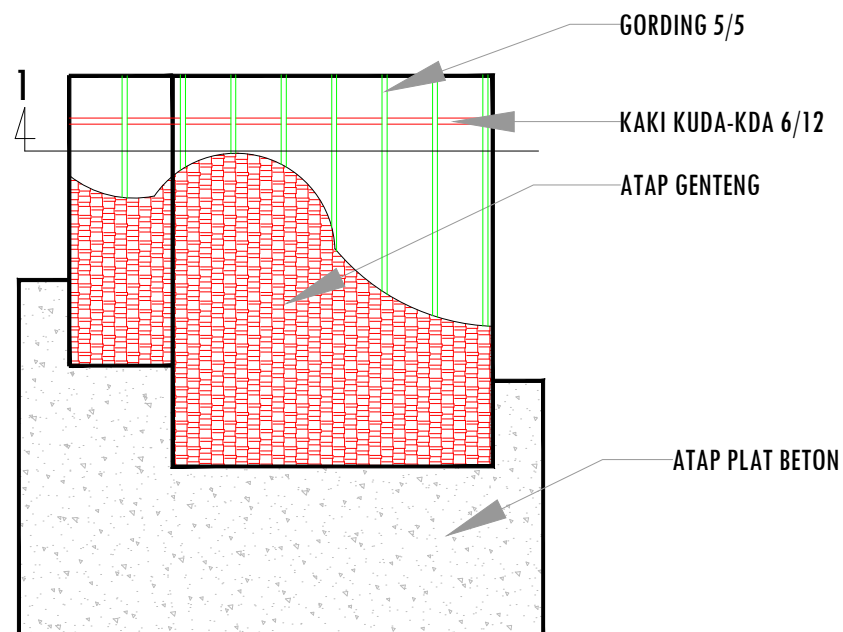 GORDING 5/5
1
KAKI KUDA-KDA 6/12
ATAP GENTENG
ATAP PLAT BETON